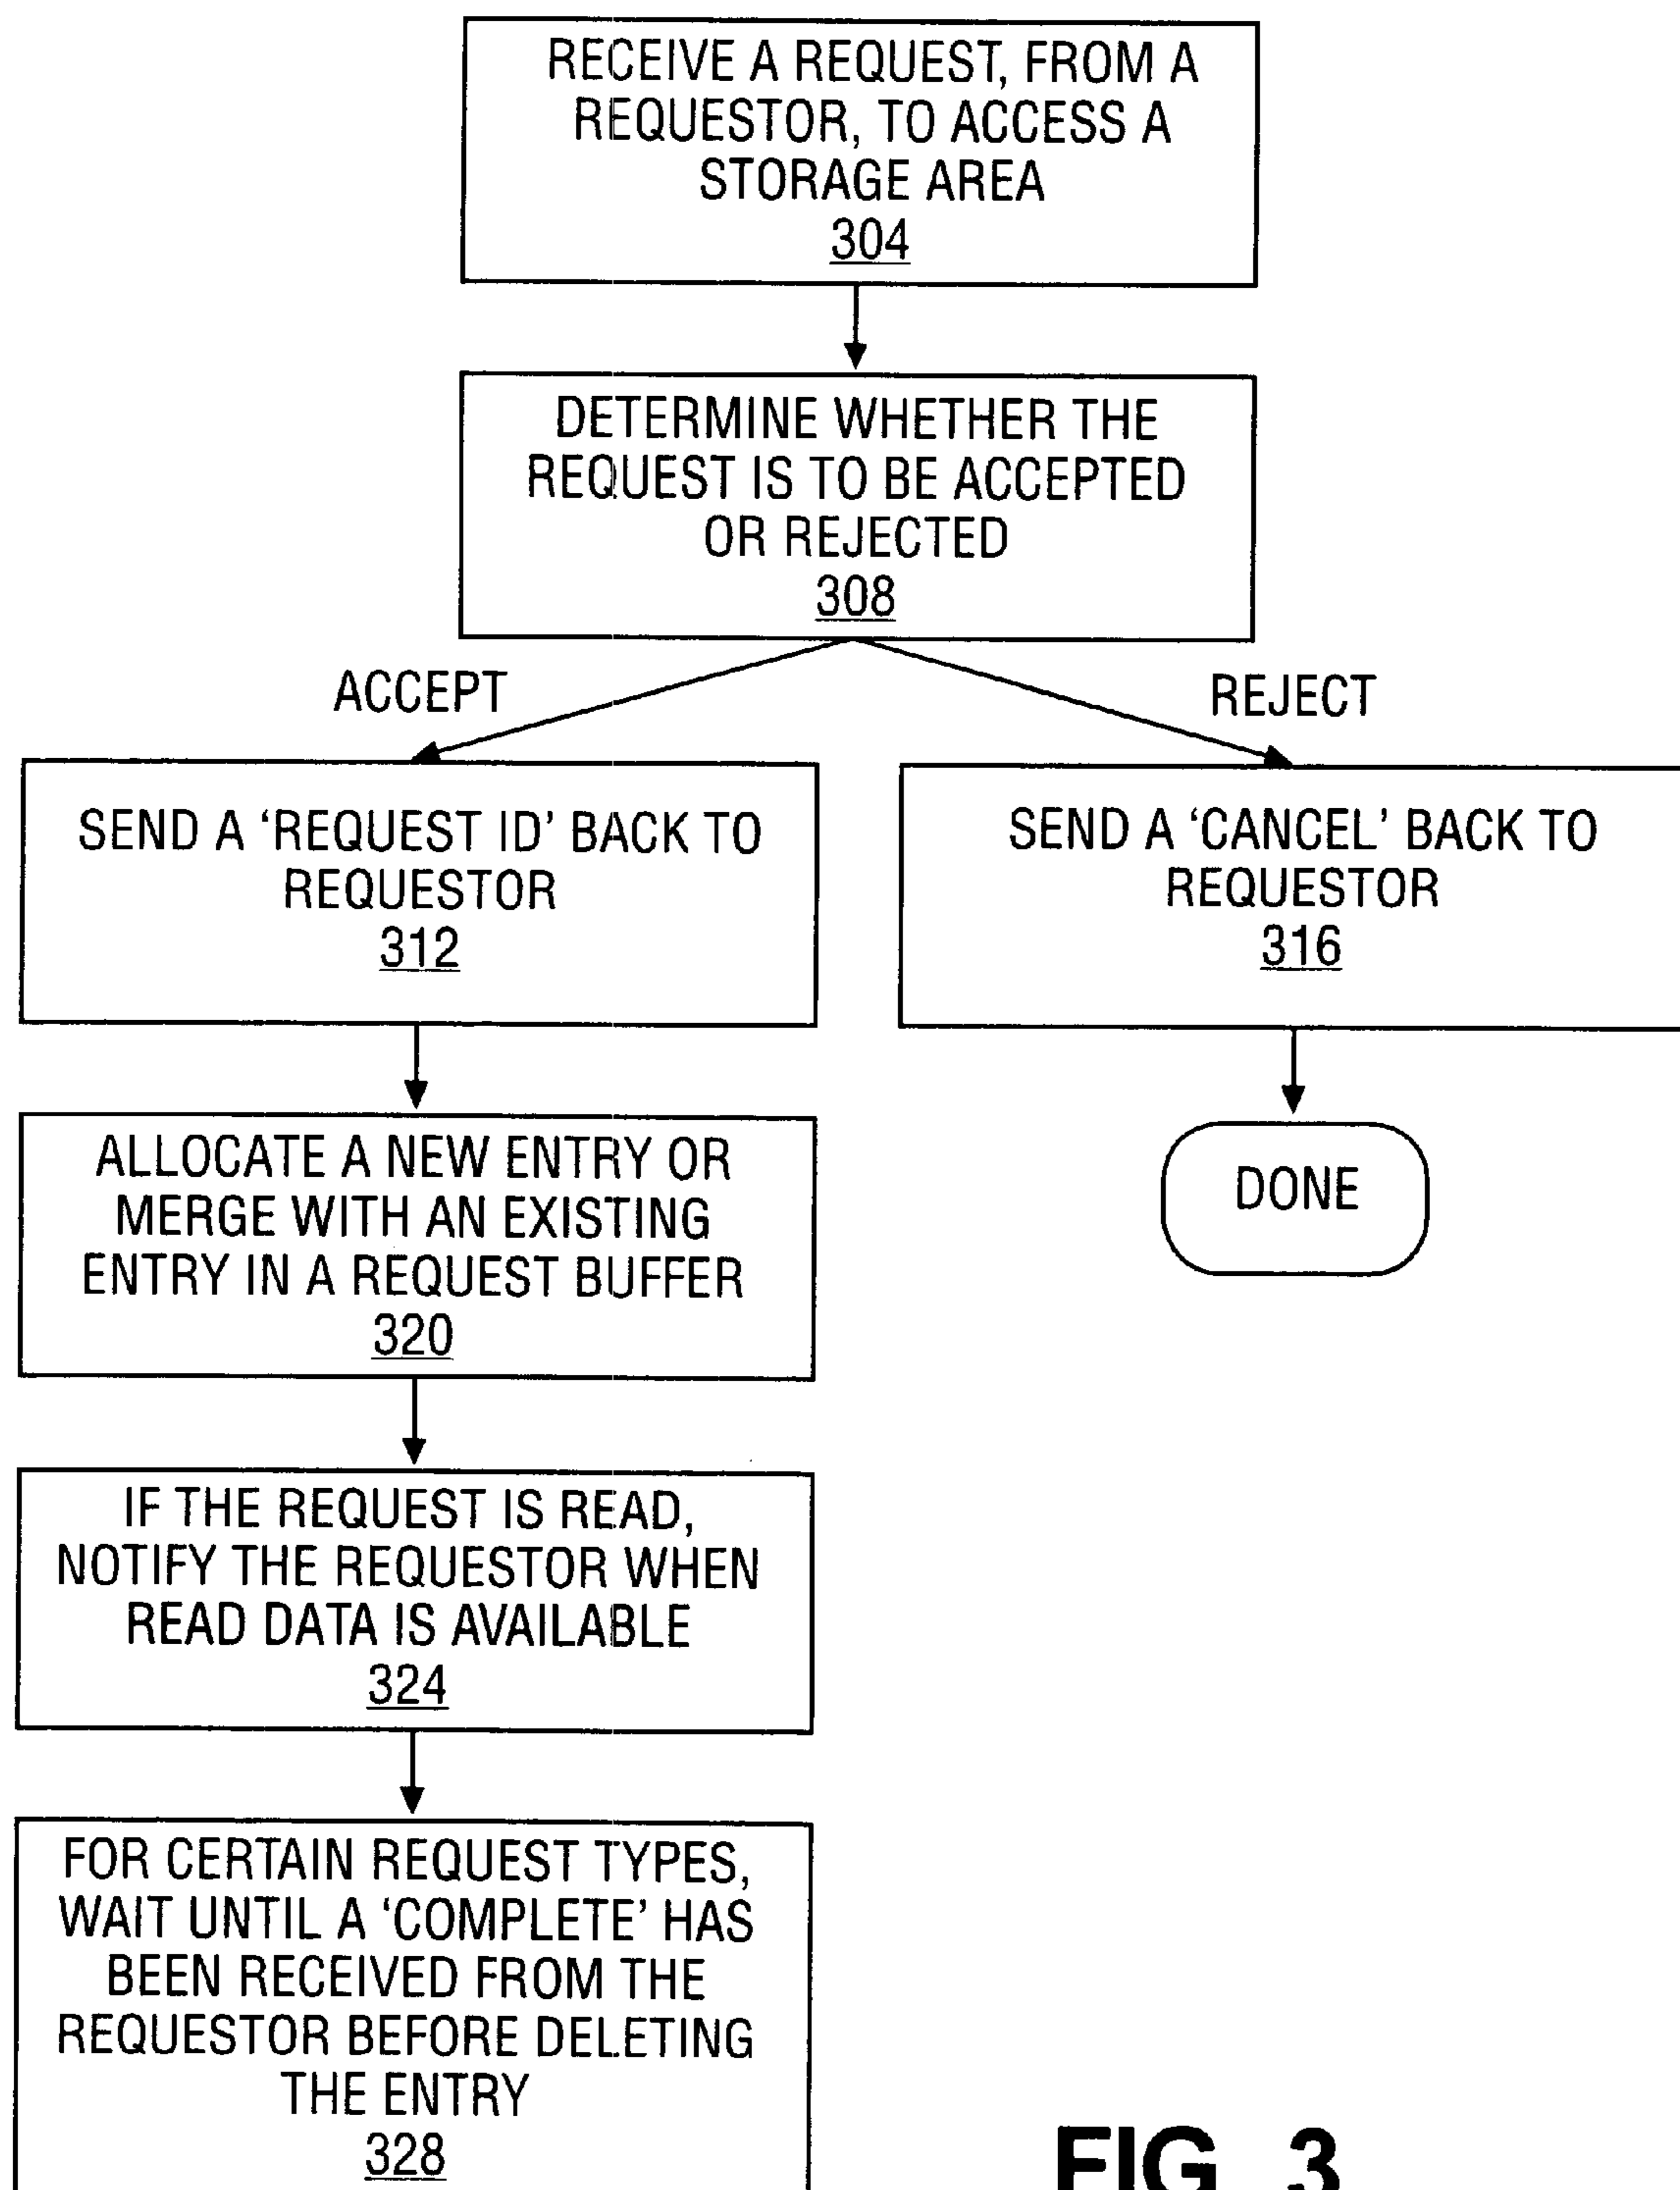 RECEIVE A REQUEST, FROM A
REQUESTOR, TO ACCESS A
STORAGE AREA
304
DETERMINE WHETHER THE
REQUEST IS TO BE ACCEPTED
OR REJECTED
308
ACCEPT
REJECT
SEND A ‘REQUEST ID’ BACK TO
REQUESTOR
312
SEND A ‘CANCEL’ BACK TO
REQUESTOR
316
ALLOCATE A NEW ENTRY OR
MERGE WITH AN EXISTING
ENTRY IN A REQUEST BUFFER
320
DONE
IF THE REQUEST IS READ,
NOTIFY THE REQUESTOR WHEN
READ DATA IS AVAILABLE
324
FOR CERTAIN REQUEST TYPES,
WAIT UNTIL A ‘COMPLETE’ HAS
BEEN RECEIVED FROM THE
REQUESTOR BEFORE DELETING
THE ENTRY
328
FIG 3